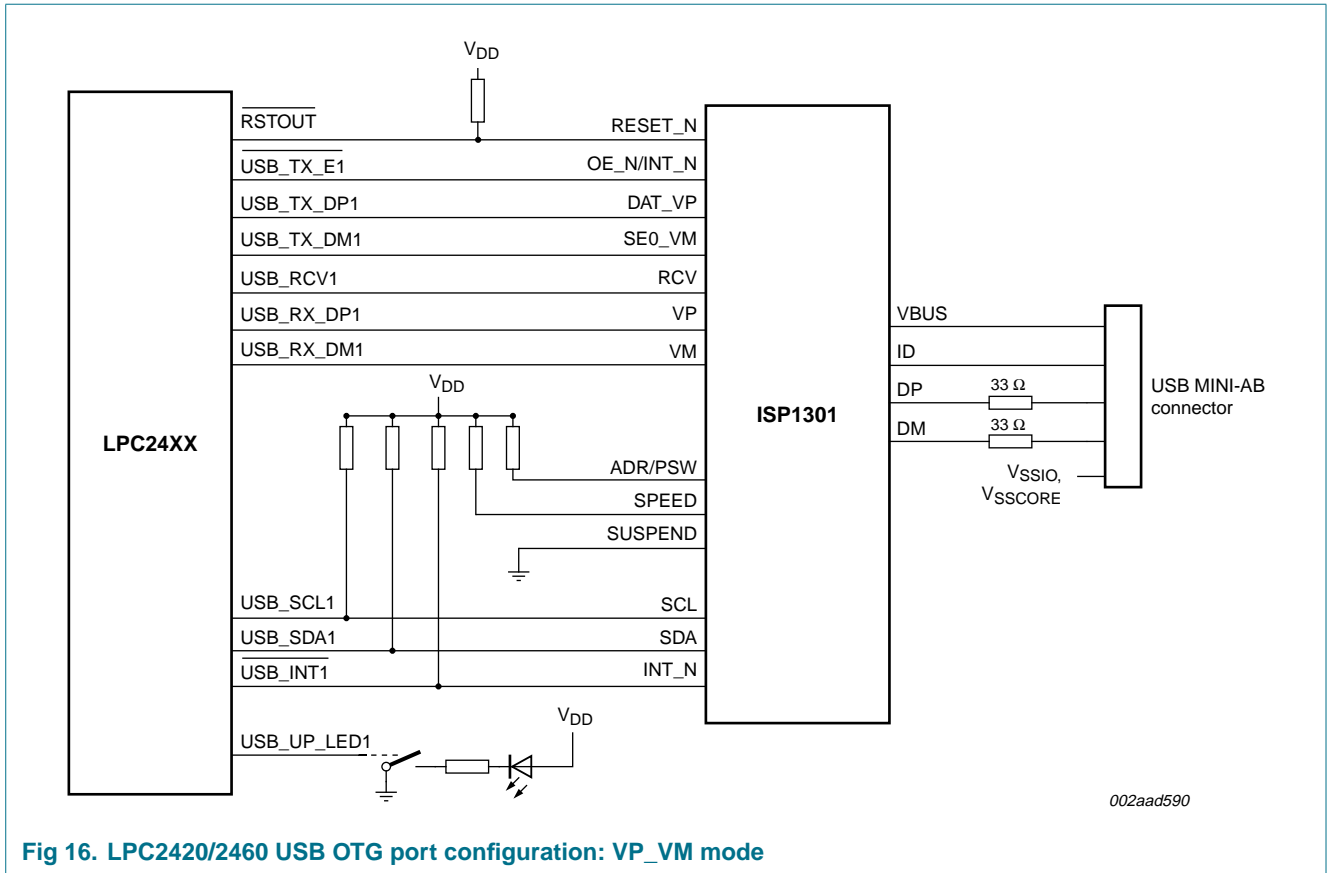 VDD
RSTOUT RESET_N
USB_TX_E1 OE_N/INT_N
USB_TX_DP1 DAT_VP
USB_TX_DM1 SE0_VM
USB_RCV1 RCV
USB_RX_DP1 VP
USB_RX_DM1 VM
VBUS
ID
DP 33 Ω
DM 33 Ω
USB MINI-AB
connector
VSSIO,
VSSCORE
LPC24XX
ISP1301
VDD
ADR/PSW
SPEED
SUSPEND
USB_SCL1 SCL
USB_SDA1 SDA
USB_INT1 INT_N
USB_UP_LED1
VDD
002aad590
Fig 16. LPC2420/2460 USB OTG port configuration: VP_VM mode